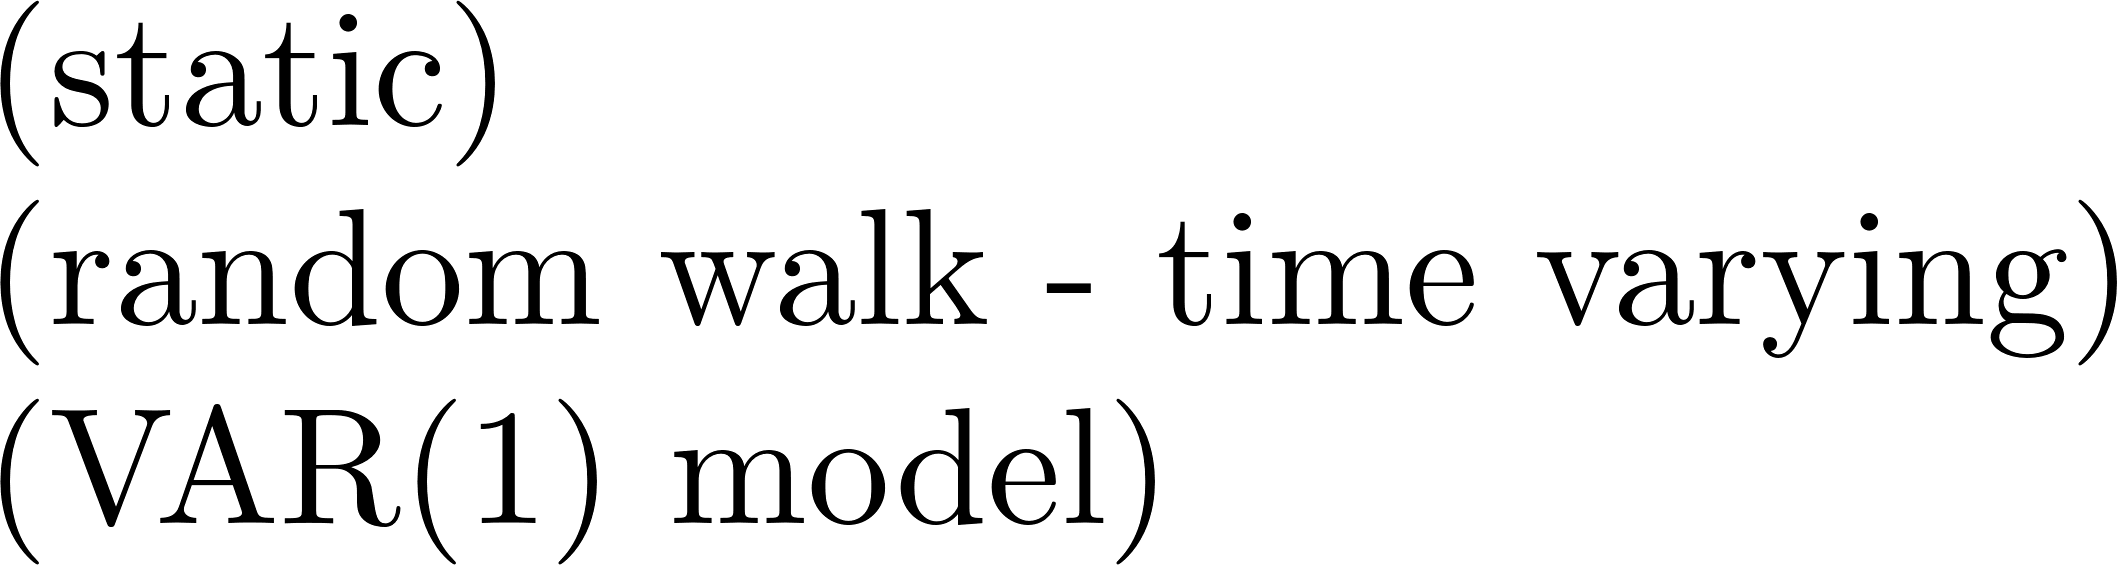 (static)
(random walk - time varying)
(VAR(1) model)